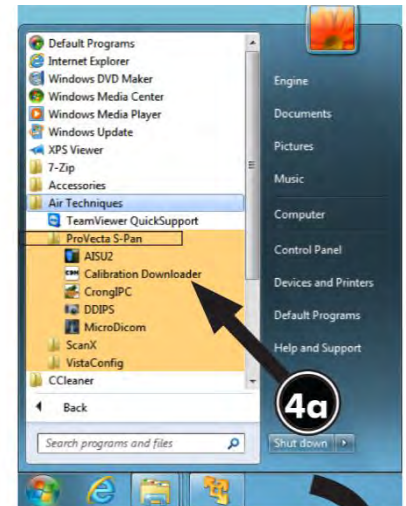 Default Programs
Internet Explorer
Windows DVD Maker
Windows Media Center
Windows Media Player
Windows Update
XPS Viewer
7-Zip
Accessories
Air Techniques
TeamViewer QuickSupport
ProVecta S-Pan
AISU2
CDM Calibration Downloader
CrongIPC
DDIPS
MicroDicom
ScanX
VistaConfig
CCleaner
Back
Search programs and files
Engine
Documents
Pictures
Music
Computer
Control Panel
Devices and Printers
Default Programs
Help and Support
4a
Shut down